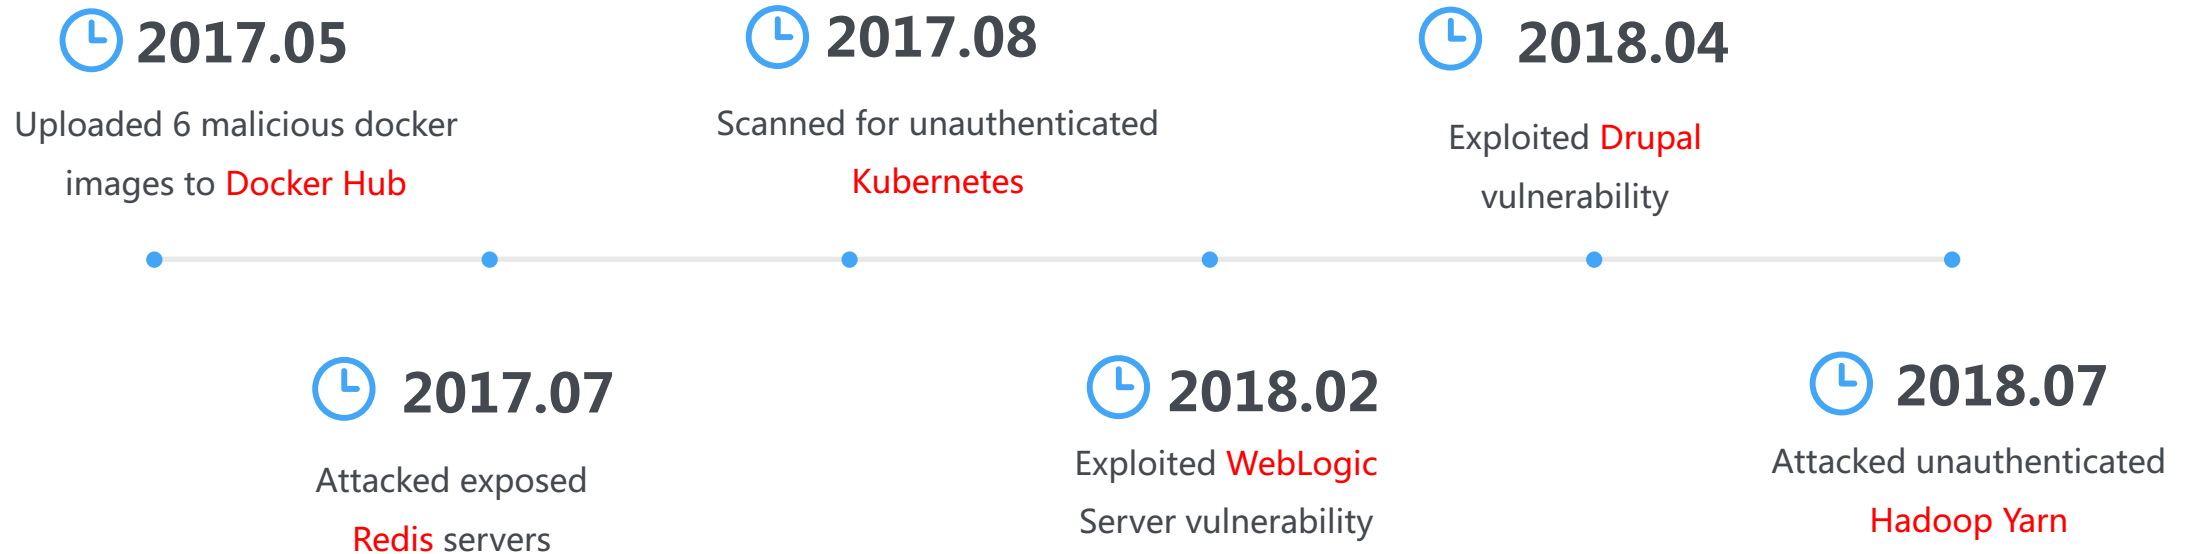 2017.05
Uploaded 6 malicious docker
images to Docker Hub
2017.07
Attacked exposed
Redis servers
2017.08
Scanned for unauthenticated
Kubernetes
2018.02
Exploited WebLogic
Server vulnerability
2018.04
Exploited Drupal
vulnerability
2018.07
Attacked unauthenticated
Hadoop Yarn